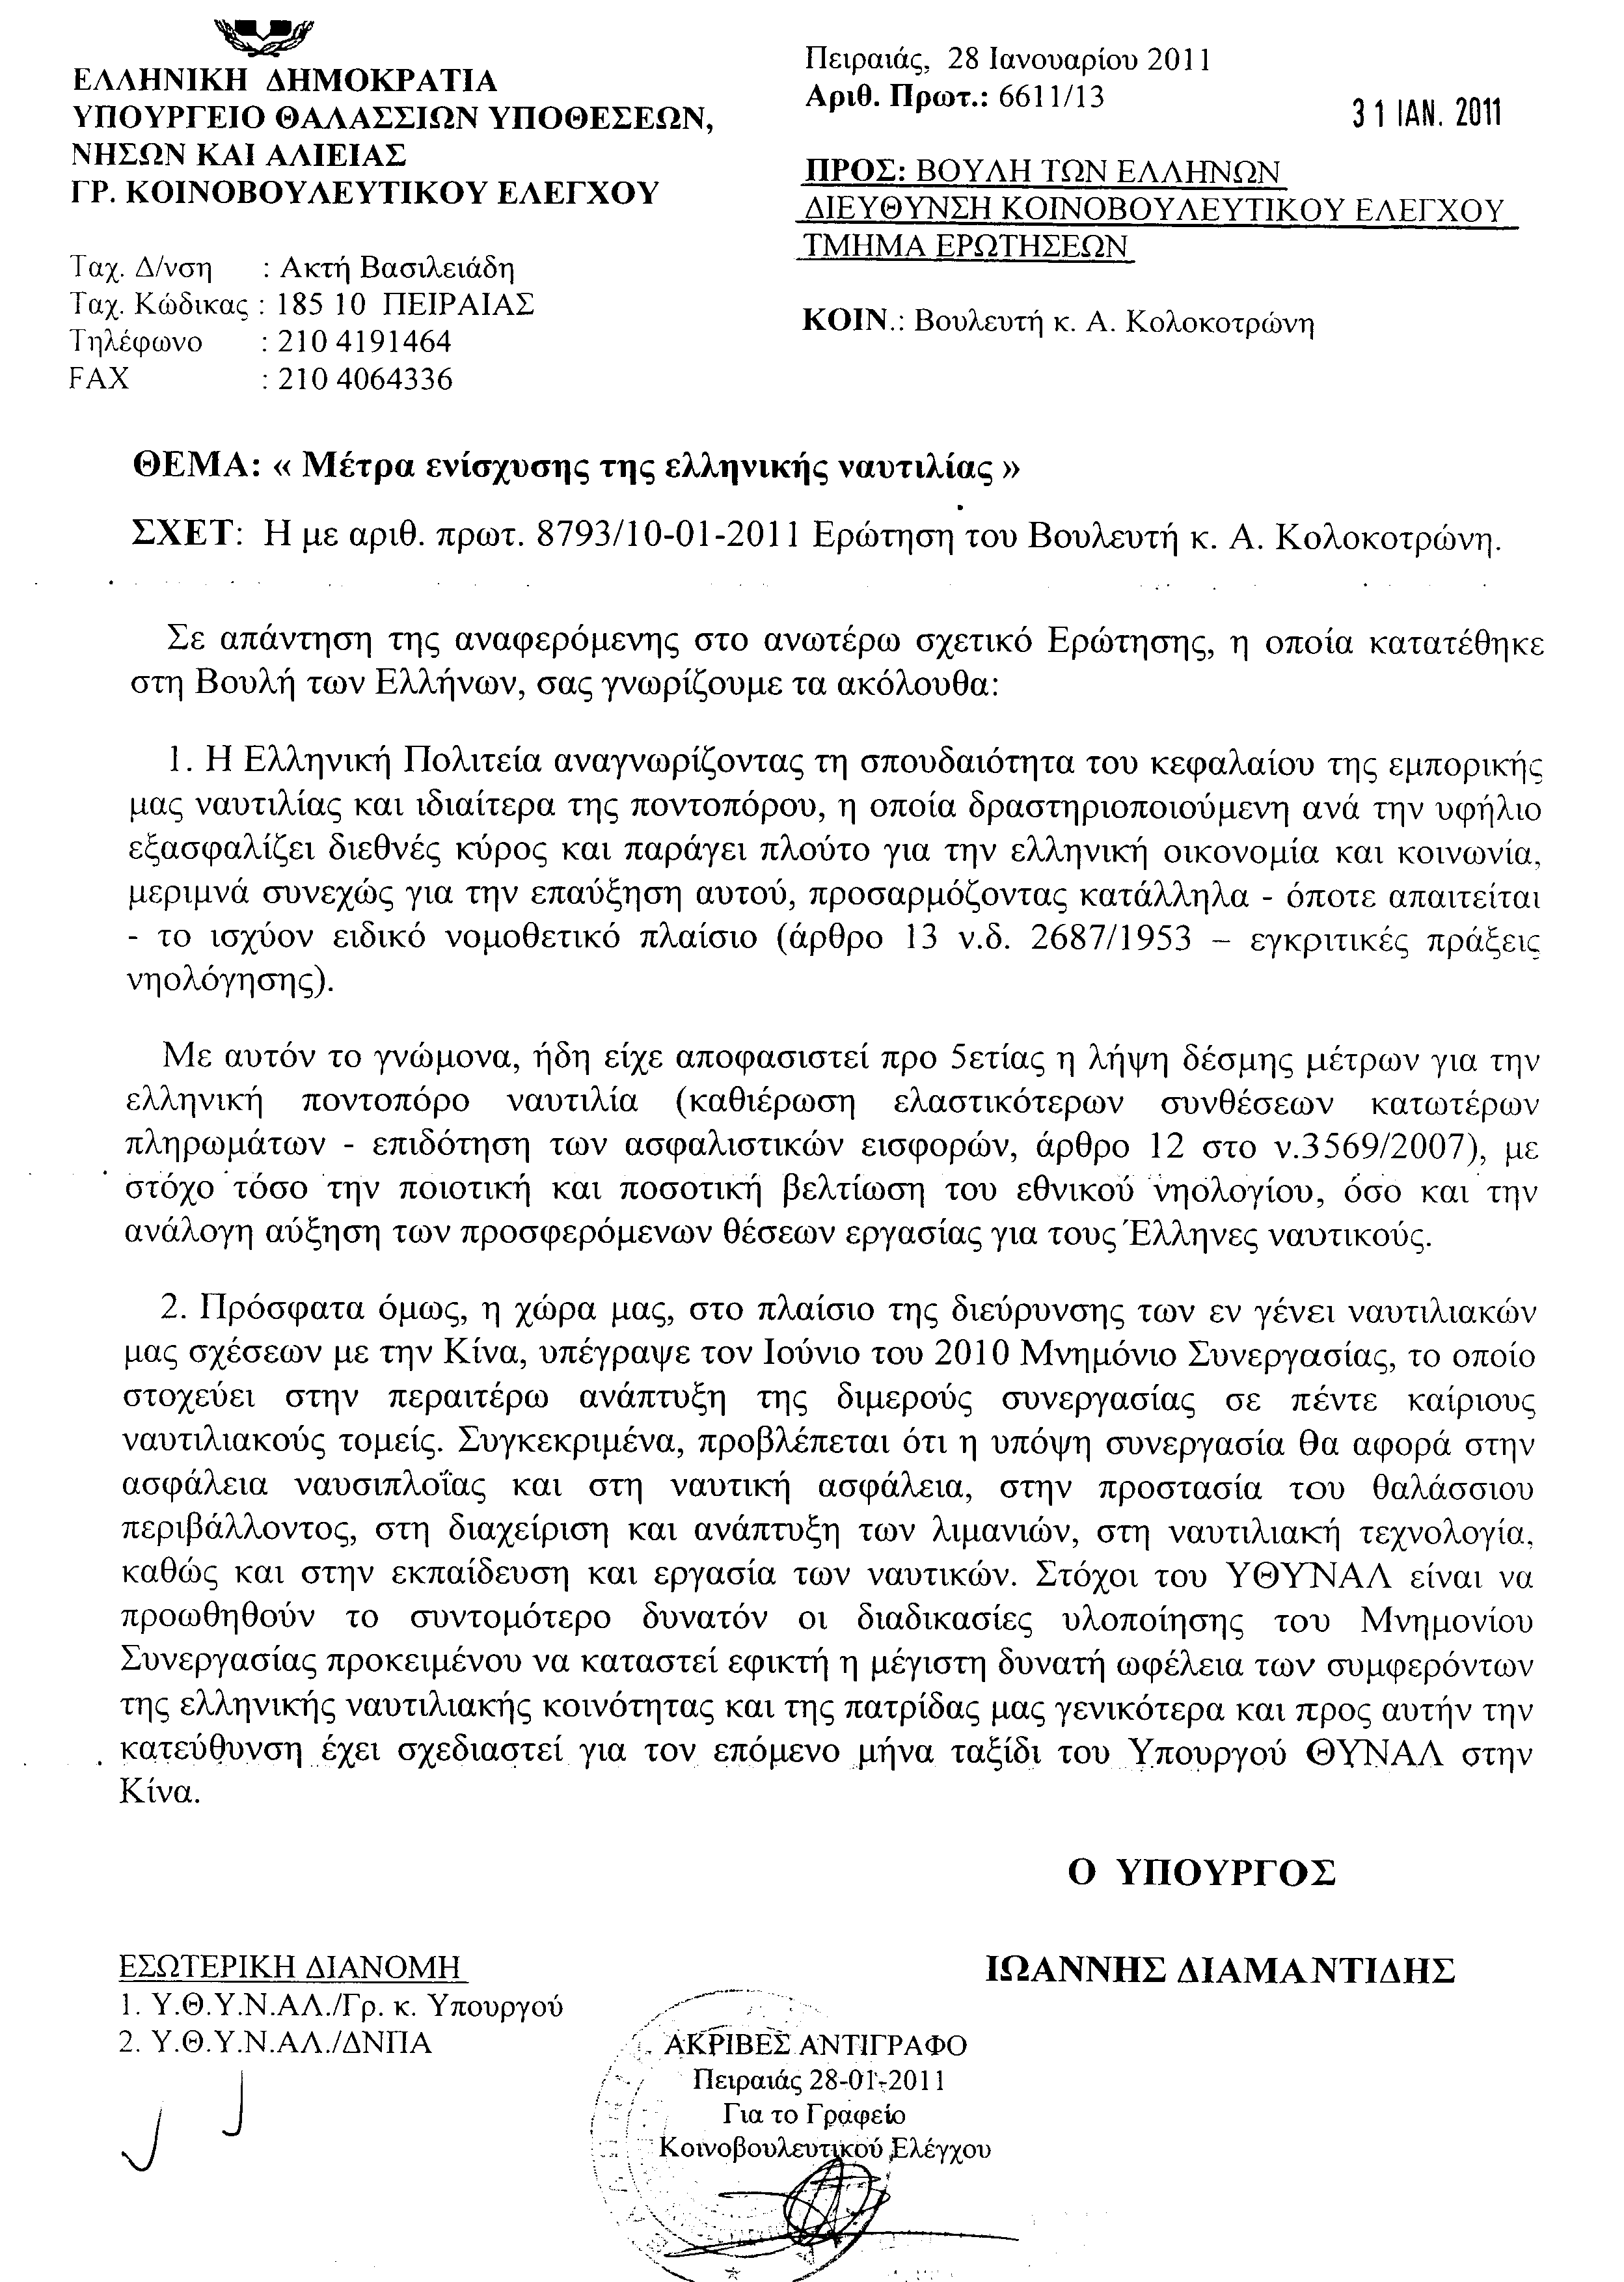 ΕΛΛΗΝΙΚΗ ΔΗΜΟΚΡΑΤΙΑ
ΥΠΟΥΡΓΕΙΟ ΘΑΛΑΣΣΙΩΝ ΥΠΟΘΕΣΕΩΝ,
ΝΗΣΩΝ ΚΑΙ ΑΛΙΕΙΑΣ
ΓΡ. ΚΟΙΝΟΒΟΥΛΕΥΤΙΚΟΥ ΕΛΕΓΧΟΥ
Ταχ. Δ/νση : Ακτή Βασιλειάδη
Ταχ. Κώδικας : 185 10 ΠΕΙΡΑΙΑΣ
Τηλέφωνο : 210 4191464
FAX : 210 4064336
Πειραιάς, 28 Ιανουαρίου 2011
Αριθ. Πρωτ.: 6611/13
31 ΙΑΝ. 2011
ΠΡΟΣ: ΒΟΥΛΗ ΤΩΝ ΕΛΛΗΝΩΝ
ΔΙΕΥΘΥΝΣΗ ΚΟΙΝΟΒΟΥΛΕΥΤΙΚΟΥ ΕΛΕΓΧΟΥ
ΤΜΗΜΑ ΕΡΩΤΗΣΕΩΝ
ΚΟΙΝ.: Βουλευτή κ. Α. Κολοκοτρώνη
ΘΕΜΑ: « Μέτρα ενίσχυσης της ελληνικής ναυτιλίας »
ΣΧΕΤ: Η με αριθ. πρωτ. 8793/10-01-2011 Ερώτηση του Βουλευτή κ. Α. Κολοκοτρώνη.
Σε απάντηση της αναφερόμενης στο ανωτέρω σχετικό Ερώτησης, η οποία κατατέθηκε
στη Βουλή των Ελλήνων, σας γνωρίζουμε τα ακόλουθα:
1. Η Ελληνική Πολιτεία αναγνωρίζοντας τη σπουδαιότητα του κεφαλαίου της εμπορικής
μας ναυτιλίας και ιδιαίτερα της ποντοπόρου, η οποία δραστηριοποιούμενη ανά την υφήλιο
εξασφαλίζει διεθνές κύρος και παράγει πλούτο για την ελληνική οικονομία και κοινωνία,
μεριμνά συνεχώς για την επαύξηση αυτού, προσαρμόζοντας κατάλληλα - όποτε απαιτείται
- το ισχύον ειδικό νομοθετικό πλαίσιο (άρθρο 13 ν.δ. 2687/1953 – εγκριτικές πράξεις
νηολόγησης).
Με αυτόν το γνώμονα, ήδη είχε αποφασιστεί προ 5ετίας η λήψη δέσμης μέτρων για την
ελληνική ποντοπόρο ναυτιλία (καθιέρωση ελαστικότερων συνθέσεων κατωτέρων
πληρωμάτων - επιδότηση των ασφαλιστικών εισφορών, άρθρο 12 στο ν.3569/2007), με
στόχο τόσο την ποιοτική και ποσοτική βελτίωση του εθνικού νηολογίου, όσο και την
ανάλογη αύξηση των προσφερόμενων θέσεων εργασίας για τους Έλληνες ναυτικούς.
2. Πρόσφατα όμως, η χώρα μας, στο πλαίσιο της διεύρυνσης των εν γένει ναυτιλιακών
μας σχέσεων με την Κίνα, υπέγραψε τον Ιούνιο του 2010 Μνημόνιο Συνεργασίας, το οποίο
στοχεύει στην περαιτέρω ανάπτυξη της διμερούς συνεργασίας σε πέντε καίριους
ναυτιλιακούς τομείς. Συγκεκριμένα, προβλέπεται ότι η υπόψη συνεργασία θα αφορά στην
ασφάλεια ναυσιπλοΐας και στη ναυτική ασφάλεια, στην προστασία του θαλάσσιου
περιβάλλοντος, στη διαχείριση και ανάπτυξη των λιμανιών, στη ναυτιλιακή τεχνολογία,
καθώς και στην εκπαίδευση και εργασία των ναυτικών. Στόχοι του ΥΘΥΝΑΛ είναι να
προωθηθούν το συντομότερο δυνατόν οι διαδικασίες υλοποίησης του Μνημονίου
Συνεργασίας προκειμένου να καταστεί εφικτή η μέγιστη δυνατή ωφέλεια των συμφερόντων
της ελληνικής ναυτιλιακής κοινότητας και της πατρίδας μας γενικότερα και προς αυτήν την
κατεύθυνση έχει σχεδιαστεί για τον επόμενο μήνα ταξίδι του Υπουργού ΘΥΝΑΛ στην
Κίνα.
Ο ΥΠΟΥΡΓΟΣ
ΙΩΑΝΝΗΣ ΔΙΑΜΑΝΤΙΔΗΣ
ΕΣΩΤΕΡΙΚΗ ΔΙΑΝΟΜΗ
1. Υ.Θ.Υ.Ν.ΑΛ./Γρ. κ. Υπουργού
2. Υ.Θ.Υ.Ν.ΑΛ./ΔΝΠΑ
ΑΚΡΙΒΕΣ ΑΝΤΙΓΡΑΦΟ
Πειραιάς 28-01-2011
Για το Γραφείο
Κοινοβουλευτικού Ελέγχου